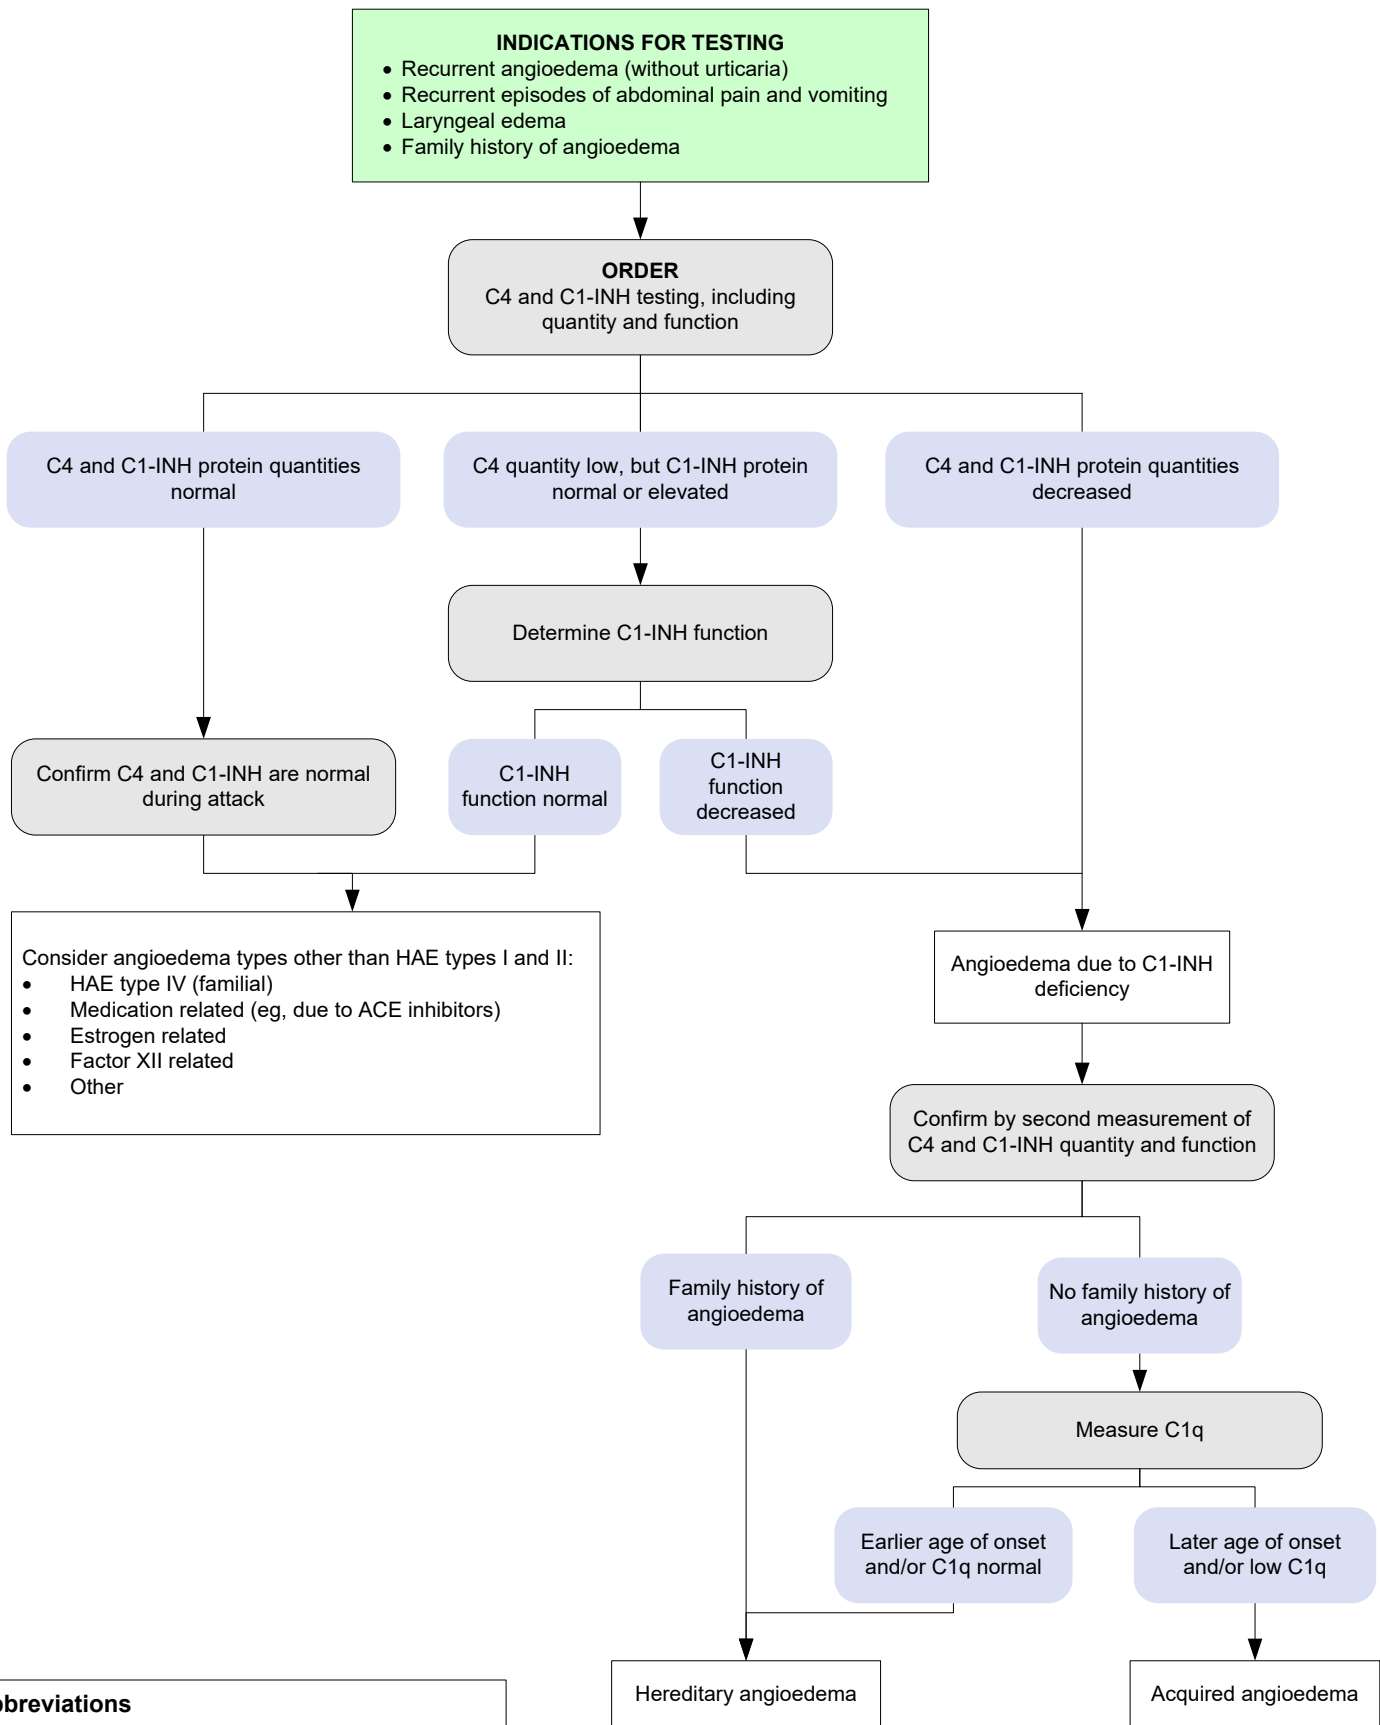 INDICATIONS FOR TESTING
• Recurrent angioedema (without urticaria)
• Recurrent episodes of abdominal pain and vomiting
• Laryngeal edema
• Family history of angioedema
ORDER
C4 and C1-INH testing, including
quantity and function
C4 and C1-INH protein quantities
normal
C4 quantity low, but C1-INH protein
normal or elevated
C4 and C1-INH protein quantities
decreased
Determine C1-INH function
Confirm C4 and C1-INH are normal
during attack
C1-INH
function normal
C1-INH
function
decreased
Consider angioedema types other than HAE types I and II:
• HAE type IV (familial)
• Medication related (eg, due to ACE inhibitors)
• Estrogen related
• Factor XII related
• Other
Angioedema due to C1-INH
deficiency
Confirm by second measurement of
C4 and C1-INH quantity and function
Family history of
angioedema
No family history of
angioedema
Measure C1q
Earlier age of onset
and/or C1q normal
Later age of onset
and/or low C1q
Hereditary angioedema
Acquired angioedema
bbreviations